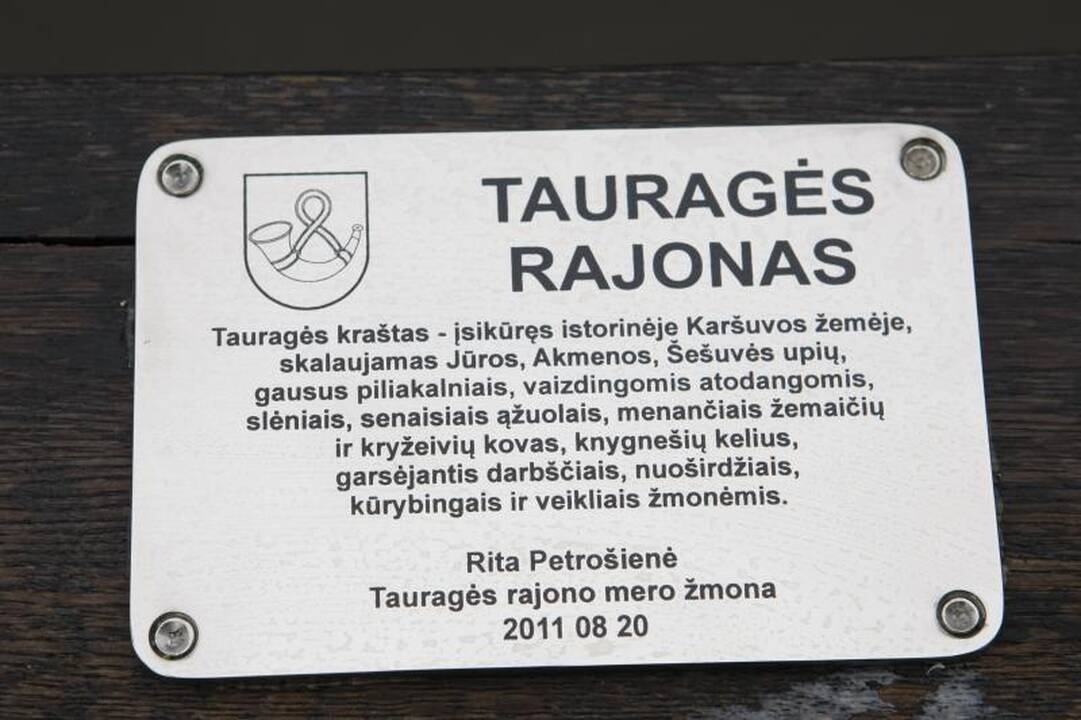 TAURAGĖS
RAJONAS
Tauragės kraštas - įsikūręs istorinėje Karšuvos žemėje,
skalaujamas Jūros, Akmenos, Šešuvės upių,
gausus piliakalniais, vaizdingomis atodangomis,
slėniais, senaisiais ąžuolais, menančiais žemaičių
ir kryžeivių kovas, knygnešių kelius,
garsėjantis darbščiais, nuoširdžiais,
kūrybingais ir veikliais žmonėmis.
Rita Petrošienė
Tauragės rajono mero žmona
2011 08 20